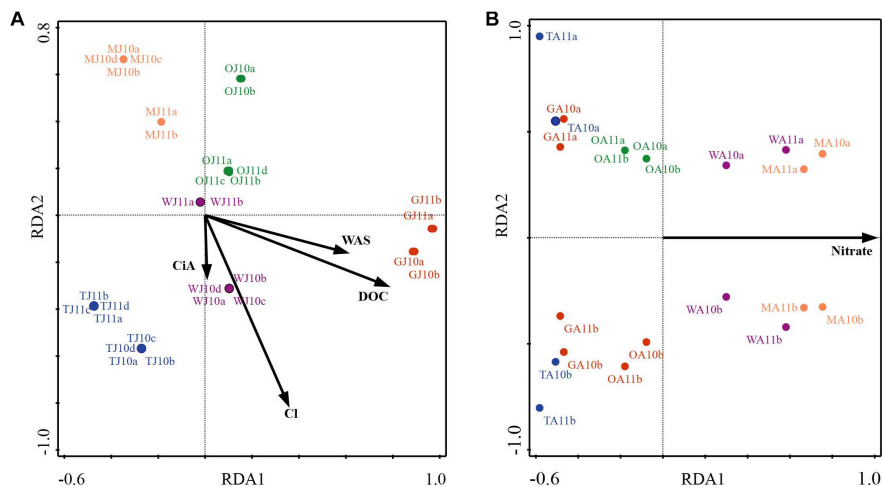 A
0.8
MJ10a
MJ10d MJ10c
MJ10b
OJ10a
OJ10b
MJ11a
MJ11b
OJ11a
OJ11d
OJ11c OJ11b
WJ11a WJ11b
GJ11b
GJ11a
GJ10a
GJ10b
WAS
DOC
CiA
WJ10b
WJ10d
WJ10a WJ10c
TJ11b
TJ11c TJ11d
TJ11a
TJ10c
TJ10d
TJ10a TJ10b
Cl
RDA2
-1.0
-0.6
RDA1
1.0
B
1.0
TA11a
GA10a
TA10a
GA11a
OA11a OA10a
OA11b OA10b
WA11a
WA10a
MA10a
MA11a
Nitrate
WA10b
MA11b
MA10b
WA11b
GA11b
GA10b
OA10b
OA11b
TA10b
TA11b
RDA2
-1.0
-0.6
RDA1
1.0